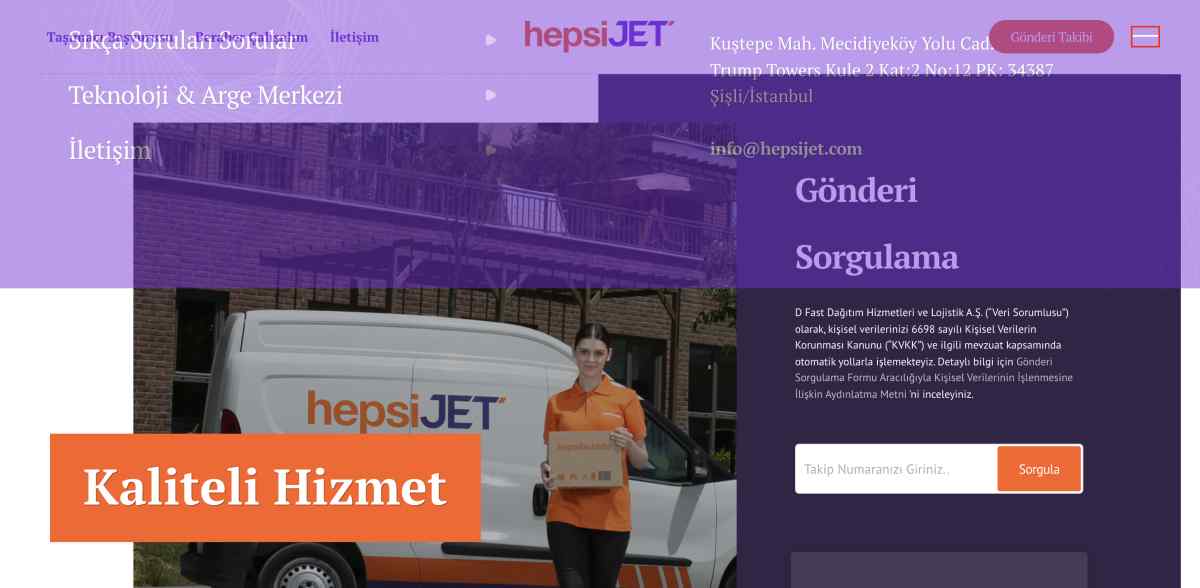 Taşımacı Başvurusu
Beraber Çalışalım
İletişim
hepsiJET
Gönderi Takibi
Sıkça Sorulan Sorular
Teknoloji & Arge Merkezi
İletişim
Kuştepe Mah. Mecidiyeköy Yolu Cad.
Trump Towers Kule 2 Kat:2 No:12 PK: 34387
Şişli/İstanbul
info@hepsijet.com
Gönderi
Sorgulama
D Fast Dağıtım Hizmetleri ve Lojistik A.Ş. (“Veri Sorumlusu”)
olarak, kişisel verilerinizi 6698 sayılı Kişisel Verilerin
Korunması Kanunu (“KVKK”) ve ilgili mevzuat kapsamında
otomatik yollarla işlemekteyiz. Detaylı bilgi için Gönderi
Sorgulama Formu Aracılığıyla Kişisel Verilerinin İşlenmesine
İlişkin Aydınlatma Metni 'ni inceleyiniz.
Takip Numaranızı Giriniz..
Sorgula
hepsiJET
Kaliteli Hizmet